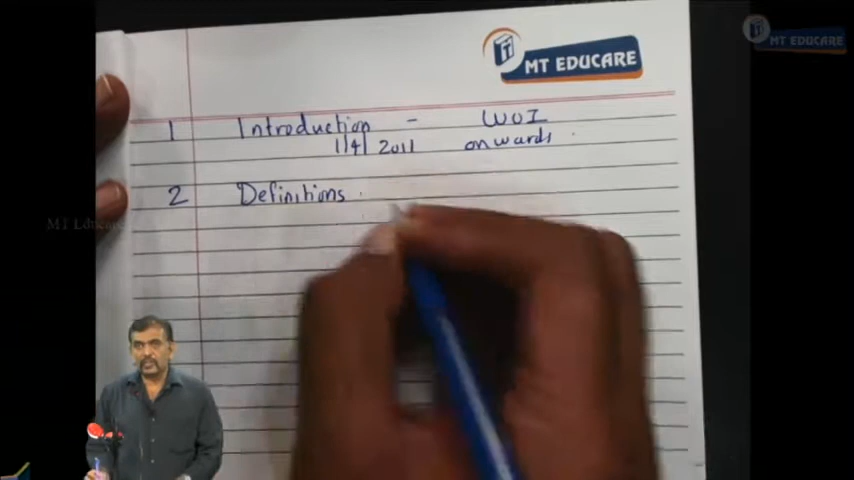 MT EDUCARE
MT EDUCARE
1 Introduction - WOI
1/4/2011 onwards
2 Definitions.
MT Educare